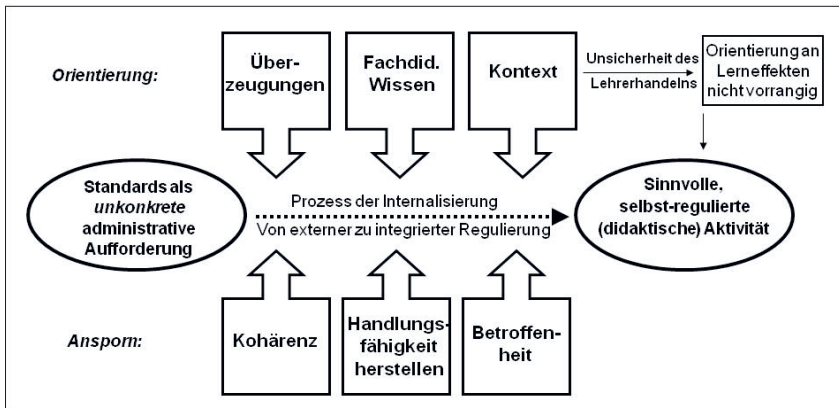 Orientierung:
Über-
zeugungen
Fachdid.
Wissen
Kontext
Unsicherheit des
Lehrerhandelns
Orientierung an
Lerneffekten
nicht vorrangig
Standards als
unkonkrete
administrative
Aufforderung
Prozess der Internalisierung
Von externer zu integrierter Regulierung
Sinnvolle,
selbst-regulierte
(didaktische) Aktivität
Ansporn:
Kohärenz
Handlungs-
fähigkeit
herstellen
Betroffen-
heit